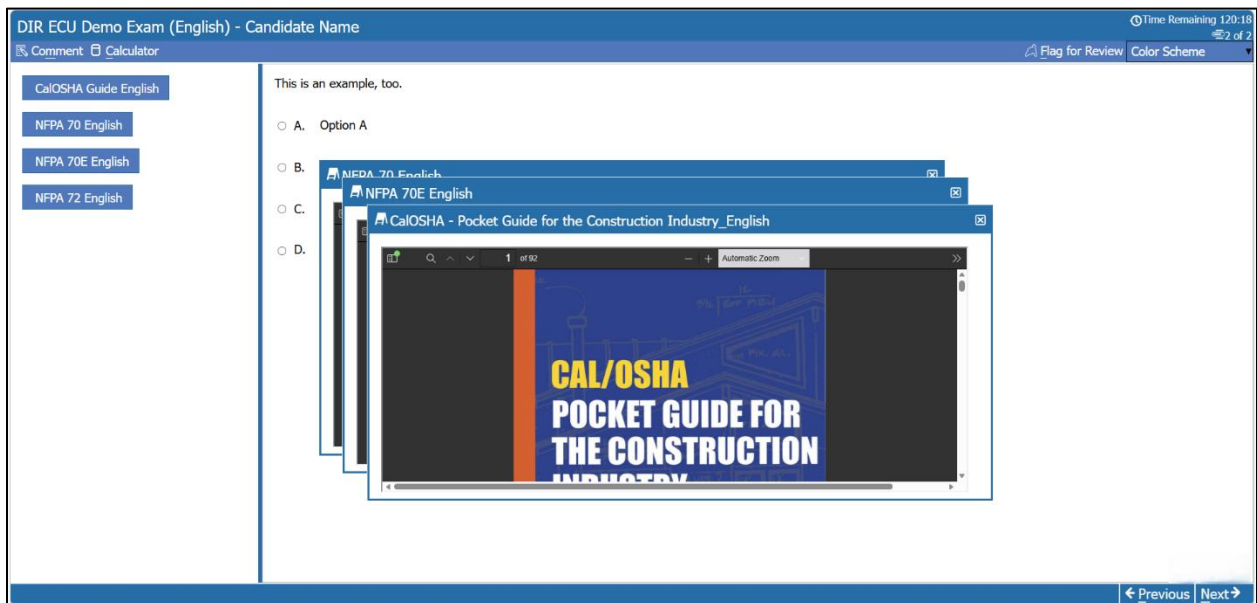 DIR ECU Demo Exam (English) - Candidate Name
Time Remaining 120:18
2 of 2
Comment Calculator
Flag for Review Color Scheme
CalOSHA Guide English
NFPA 70 English
NFPA 70E English
NFPA 72 English
This is an example, too.
A. Option A
B.
C.
D.
NFPA 70 English
NFPA 70E English
CalOSHA - Pocket Guide for the Construction Industry_English
1 of 92
Automatic Zoom
CAL/OSHA
POCKET GUIDE FOR
THE CONSTRUCTION
INDUSTRY
Previous Next